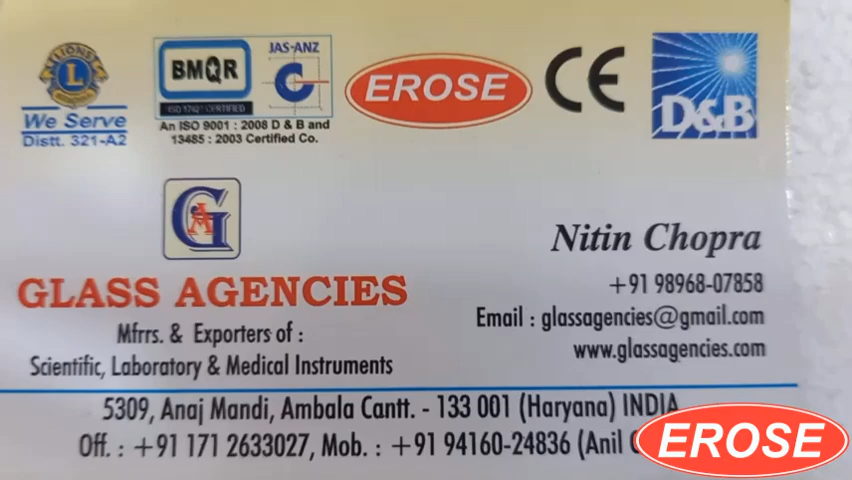 LIONS
L
We Serve
Distt. 321-A2
BMQR
CERTIFIED
An ISO 9001 : 2008 D & B and
13485 : 2003 Certified Co.
JAS-ANZ
EROSE
CE
D&B
GA
GLASS AGENCIES
Mfrrs. & Exporters of :
Scientific, Laboratory & Medical Instruments
Nitin Chopra
+91 98968-07858
Email : glassagencies@gmail.com
www.glassagencies.com
5309, Anaj Mandi, Ambala Cantt. - 133 001 (Haryana) INDIA
Off. : +91 171 2633027, Mob. : +91 94160-24836 (Anil
EROSE